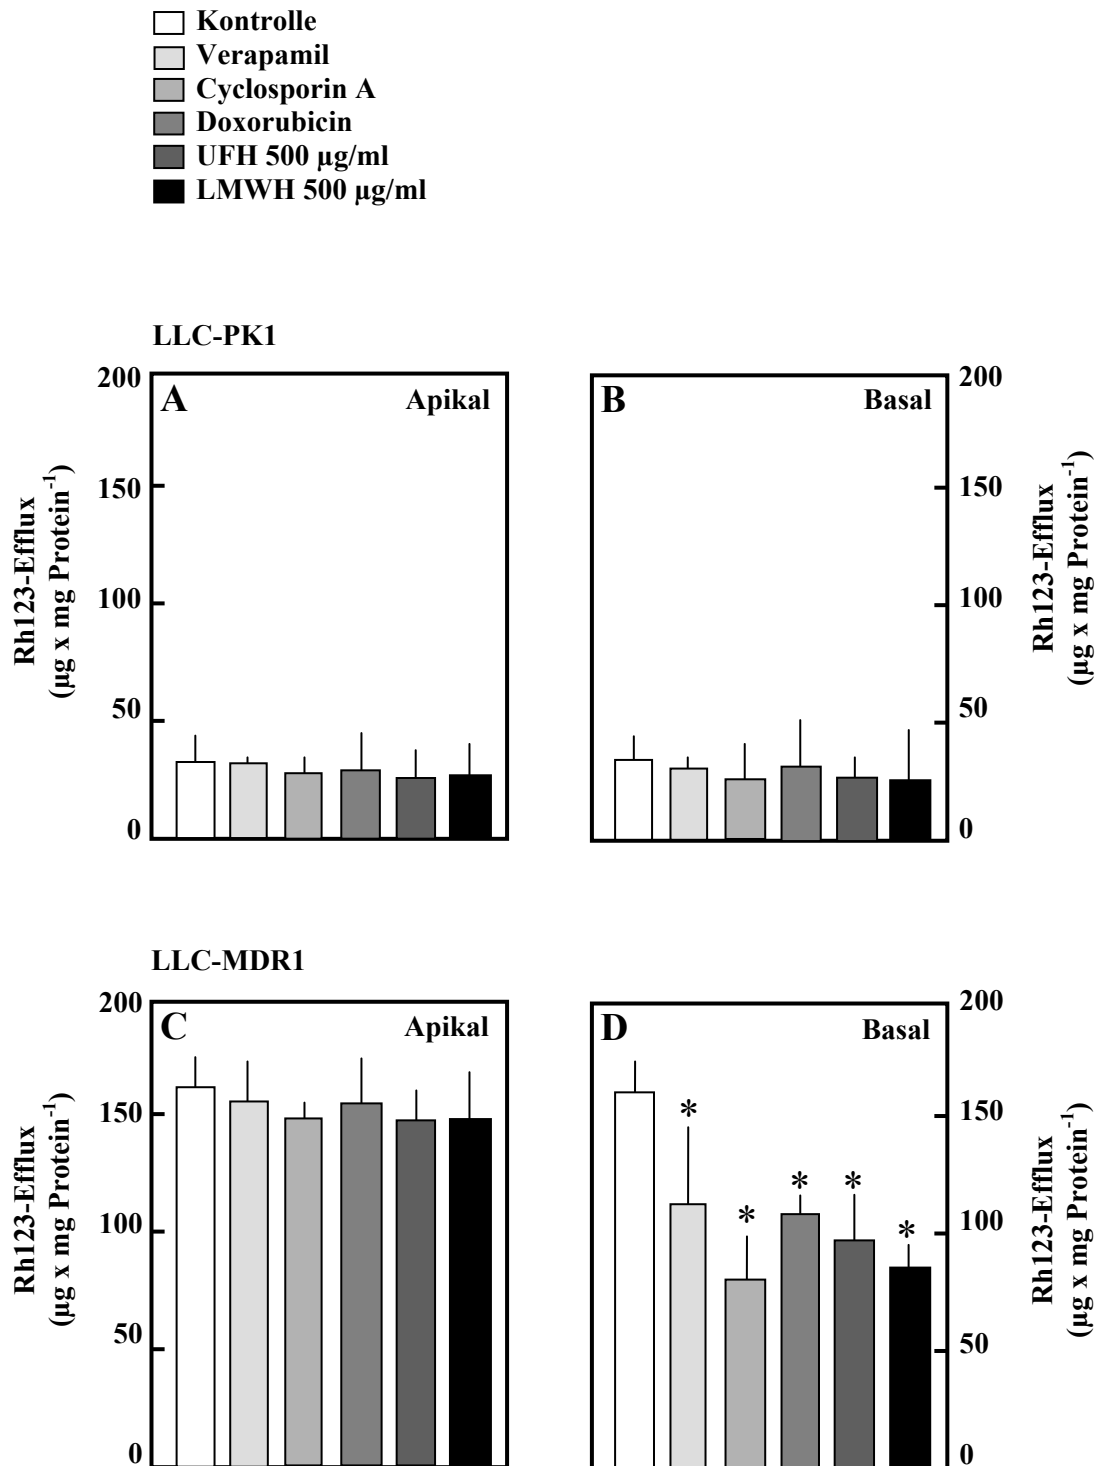 Kontrolle
Verapamil
Cyclosporin A
Doxorubicin
UFH 500 µg/ml
LMWH 500 µg/ml
LLC-PK1
A
Apikal
200
150
100
50
0
Rh123-Efflux
(µg x mg Protein⁻¹)
B
Basal
200
150
100
50
0
Rh123-Efflux
(µg x mg Protein⁻¹)
LLC-MDR1
C
Apikal
200
150
100
50
0
Rh123-Efflux
(µg x mg Protein⁻¹)
D
Basal
* * * * *
200
150
100
50
0
Rh123-Efflux
(µg x mg Protein⁻¹)